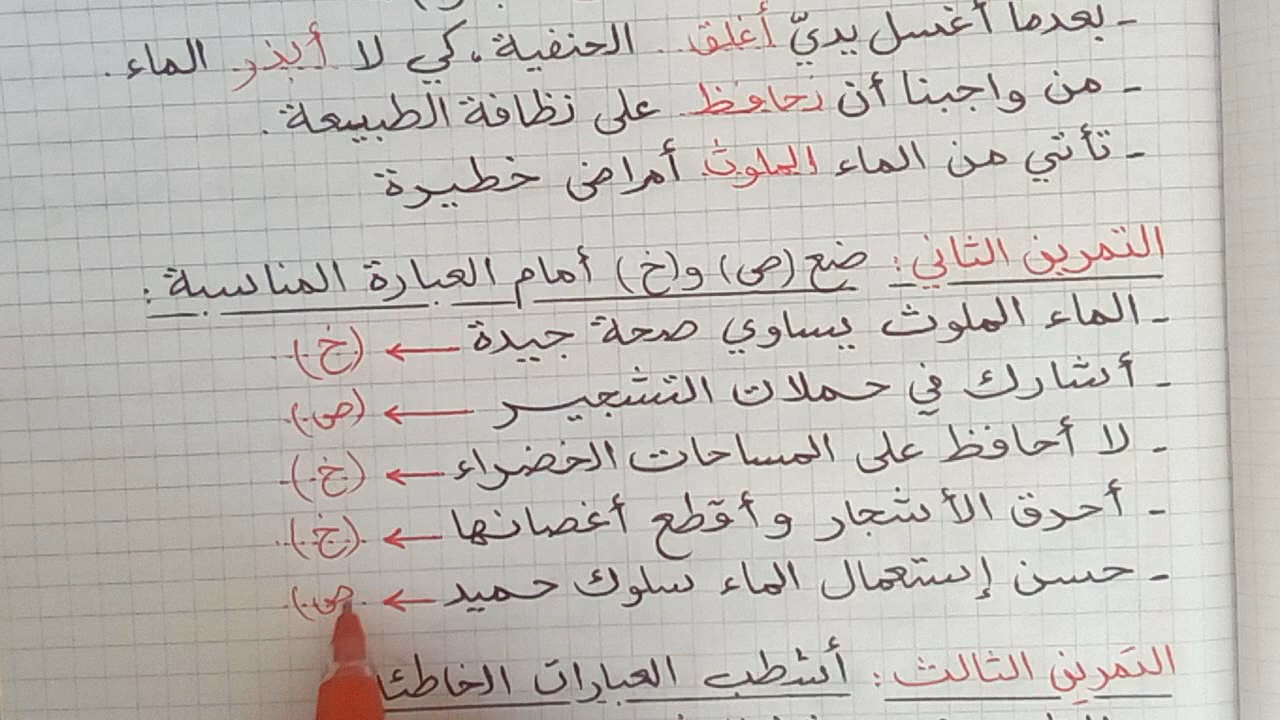 - بعدما أغسل يديّ أغلق الحنفية، كي لا أبذر الماء.
- من واجبنا أن نحافظ على نظافة الطبيعة.
- تأتي من الماء الملوث أمراض خطيرة
التمرين الثاني: ضع (ص) و(خ) أمام العبارة المناسبة:
- الماء الملوث يساوي صحة جيدة ← (خ)
- أشارك في حملات التشجير ← (ص)
- لا أحافظ على المساحات الخضراء ← (خ)
- أحرق الأشجار وأقطع أغصانها ← (خ)
- حسن إستعمال الماء سلوك حميد ← (ص)
التمرين الثالث: أشطب العبارات